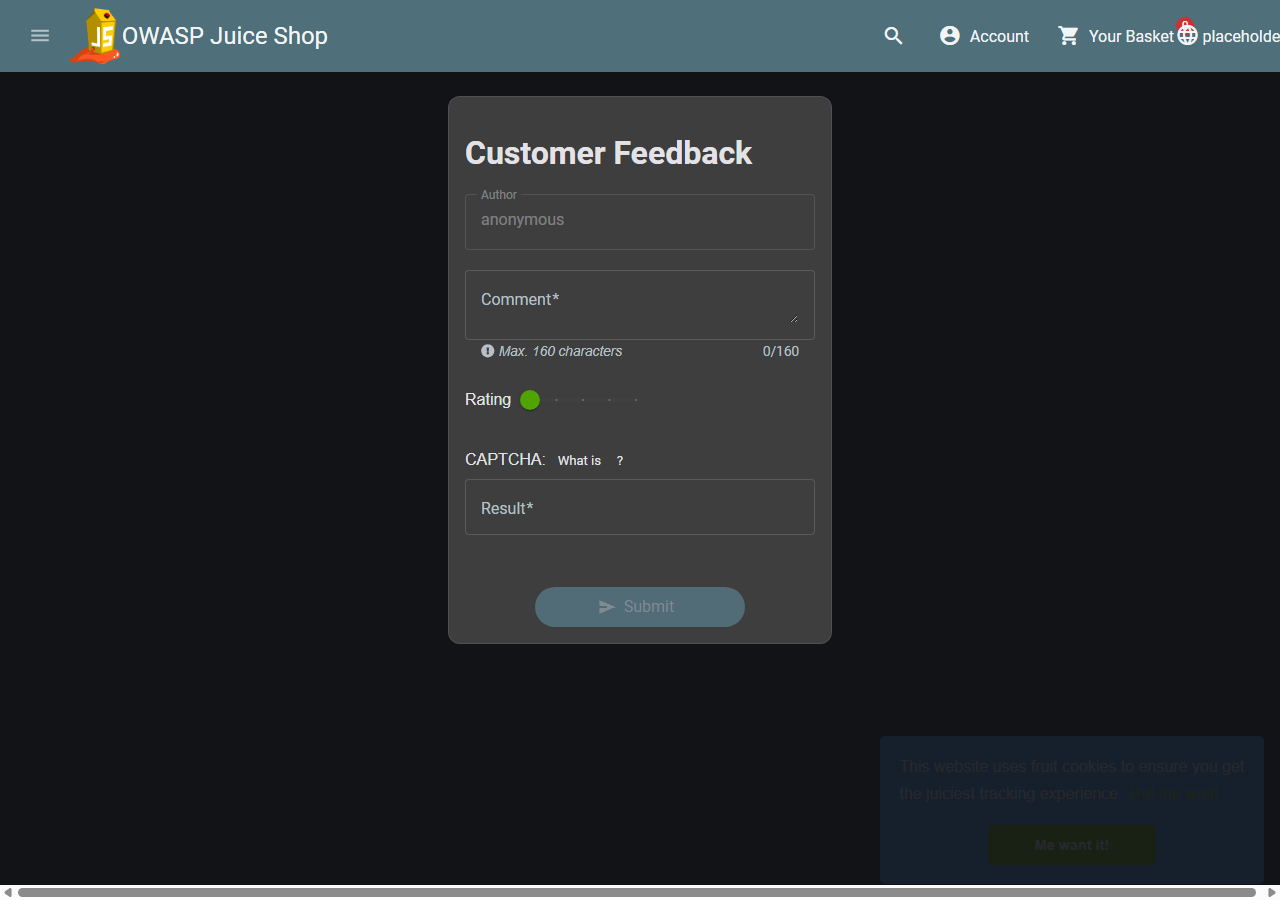 OWASP Juice Shop
Account
Your Basket
0
placeholde
Customer Feedback
Author
anonymous
Comment*
Max. 160 characters
0/160
Rating
CAPTCHA: What is ?
Result*
Submit
This website uses fruit cookies to ensure you get
the juiciest tracking experience.
Me want it!